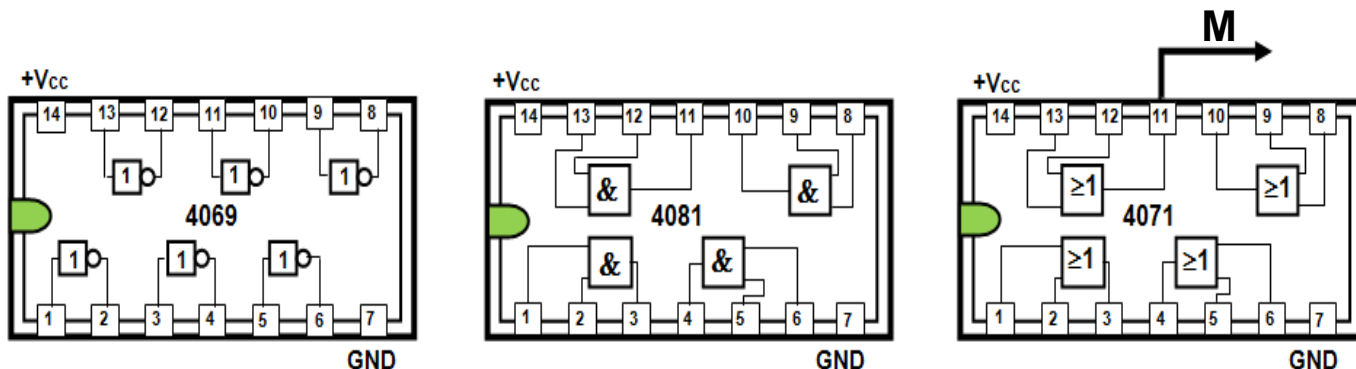 M
+Vcc +Vcc +Vcc
14 13 12 11 10 9 8 14 13 12 11 10 9 8 14 13 12 11 10 9 8
1 1 1 & & ≥1 ≥1
4069 4081 4071
1 1 1 & & ≥1 ≥1
1 2 3 4 5 6 7 1 2 3 4 5 6 7 1 2 3 4 5 6 7
GND GND GND